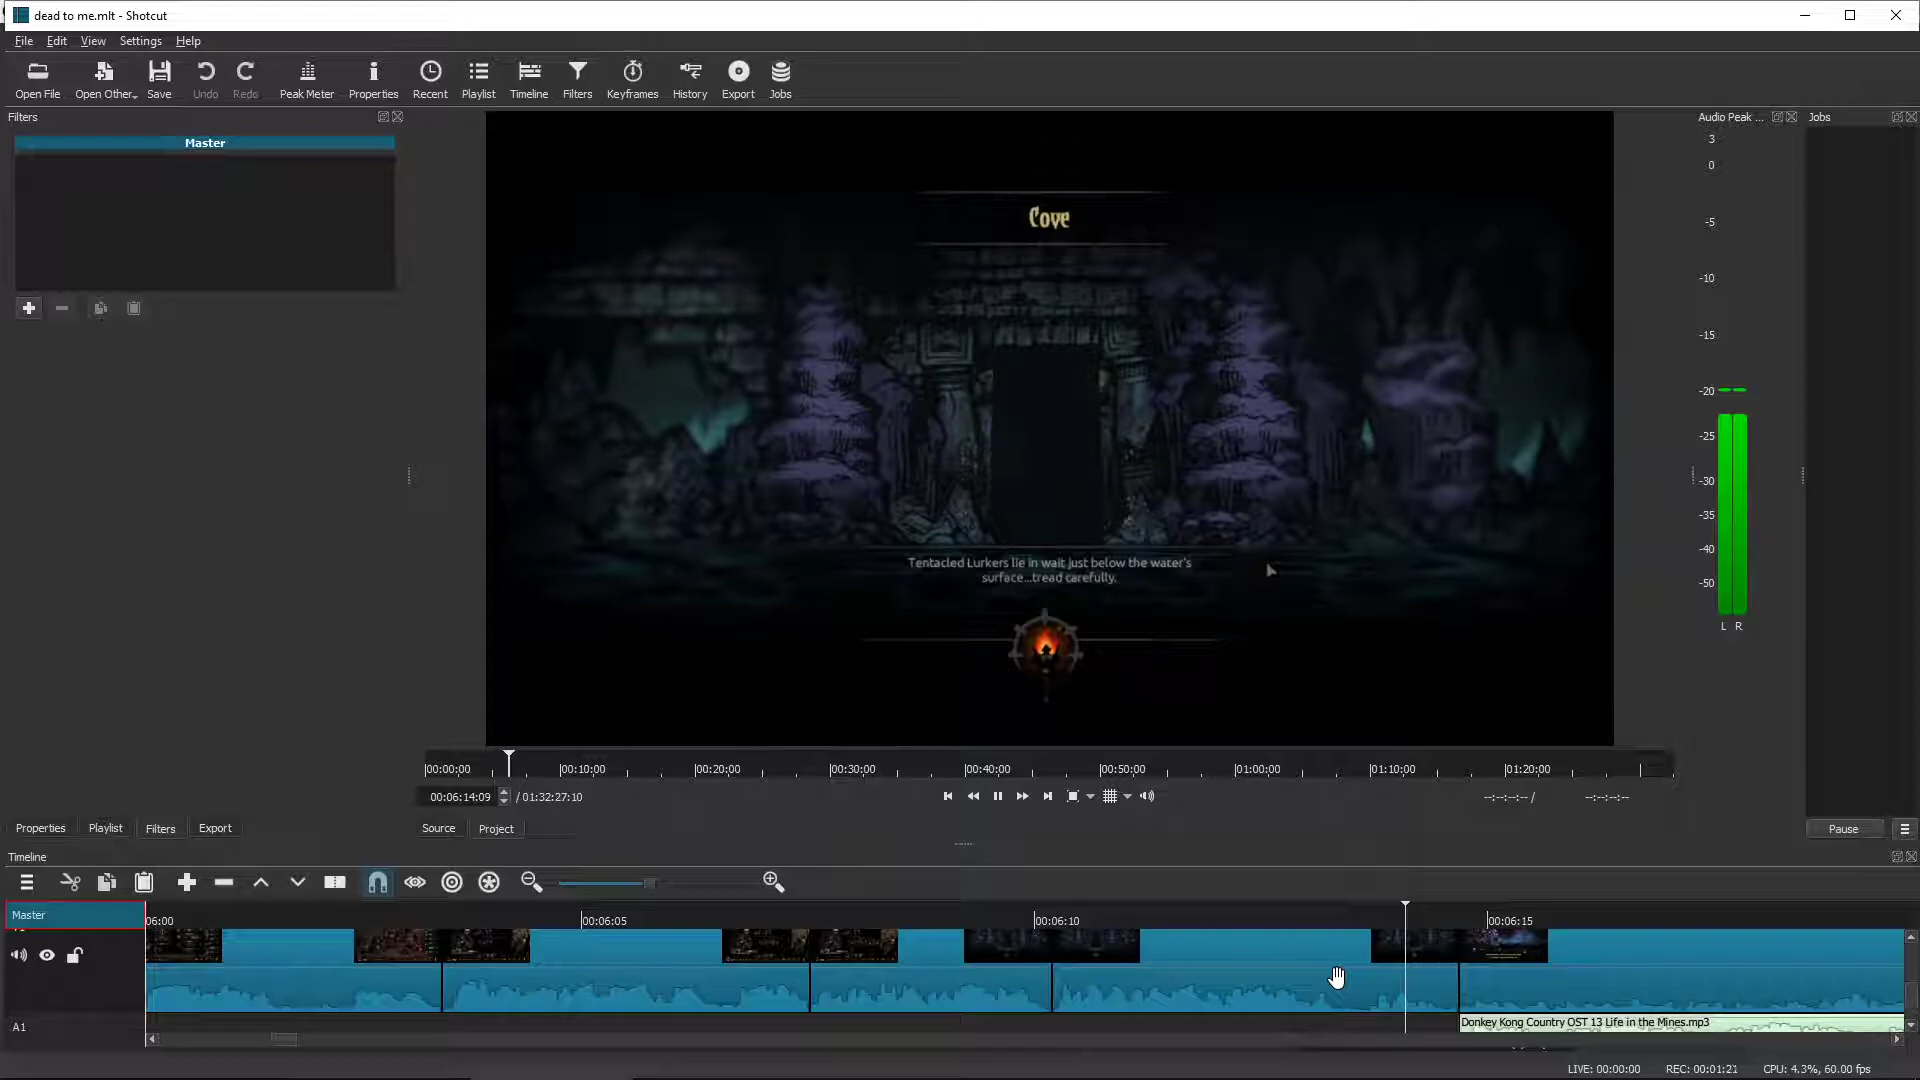 dead to me.mlt - Shotcut
File Edit View Settings Help
Open File Open Other Save Undo Redo Peak Meter Properties Recent Playlist Timeline Filters Keyframes History Export Jobs
Filters
Master
Audio Peak ...
Jobs
3
0
-5
-10
-15
-20
-25
-30
-35
-40
-50
L R
Cove
Tentacled Lurkers lie in wait just below the water's
surface...tread carefully.
00:00:00 00:10:00 00:20:00 00:30:00 00:40:00 00:50:00 01:00:00 01:10:00 01:20:00
00:06:14:09 / 01:32:27:10
--:--:--:-- / --:--:--:--
Properties Playlist Filters Export
Source Project
Pause
Timeline
Master
06:00 00:06:05 00:06:10 00:06:15
A1
Donkey Kong Country OST 13 Life in the Mines.mp3
LIVE: 00:00:00 REC: 00:01:21 CPU: 4.3%, 60.00 fps